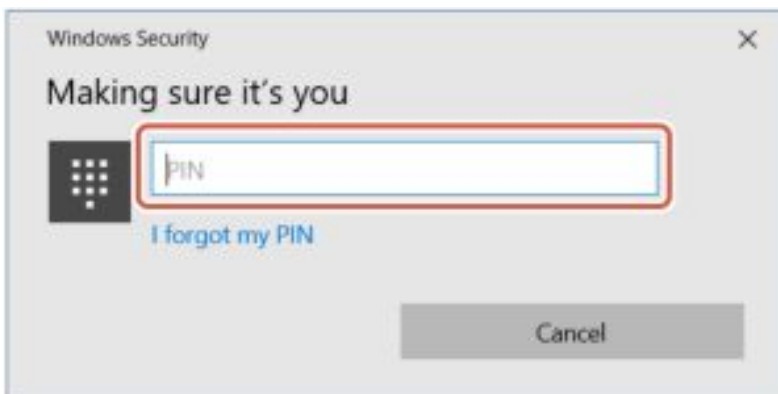 Windows Security
Making sure it's you
PIN
I forgot my PIN
Cancel